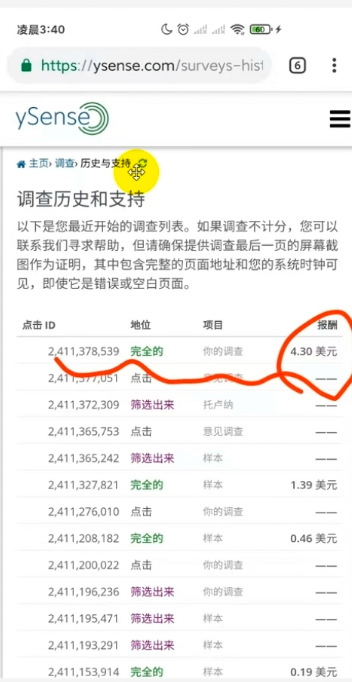 凌晨3:40
60
https://ysense.com/surveys-hist
6
ySense
主页› 调查› 历史与支持
调查历史和支持
以下是您最近开始的调查列表。如果调查不计分，您可以
联系我们寻求帮助，但请确保提供调查最后一页的屏幕截
图作为证明，其中包含完整的页面地址和您的系统时钟可
见，即使它是错误或空白页面。
点击 ID 地位 项目 报酬
2,411,378,539 完全的 你的调查 4.30 美元
2,411,377,051 点击 意见调查 ——
2,411,372,309 筛选出来 托卢纳 ——
2,411,365,753 点击 意见调查 ——
2,411,365,242 筛选出来 样本 ——
2,411,327,821 完全的 样本 1.39 美元
2,411,276,010 点击 你的调查 ——
2,411,208,182 完全的 样本 0.46 美元
2,411,200,022 点击 你的调查 ——
2,411,196,236 筛选出来 你的调查 ——
2,411,195,471 筛选出来 样本 ——
2,411,193,291 筛选出来 样本 ——
2,411,153,914 完全的 样本 0.19 美元